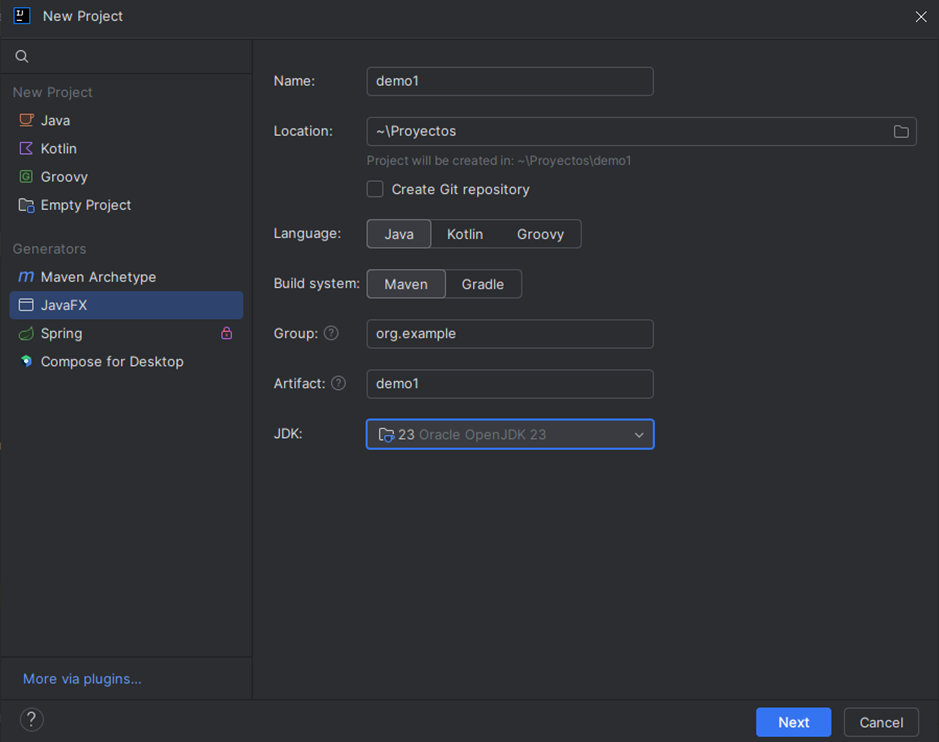 New Project
New Project
Java
Kotlin
Groovy
Empty Project
Generators
Maven Archetype
JavaFX
Spring
Compose for Desktop
More via plugins...
Name: demo1
Location: ~\Proyectos
Project will be created in: ~\Proyectos\demo1
Create Git repository
Language: Java Kotlin Groovy
Build system: Maven Gradle
Group: ? org.example
Artifact: ? demo1
JDK: 23 Oracle OpenJDK 23
? Next Cancel